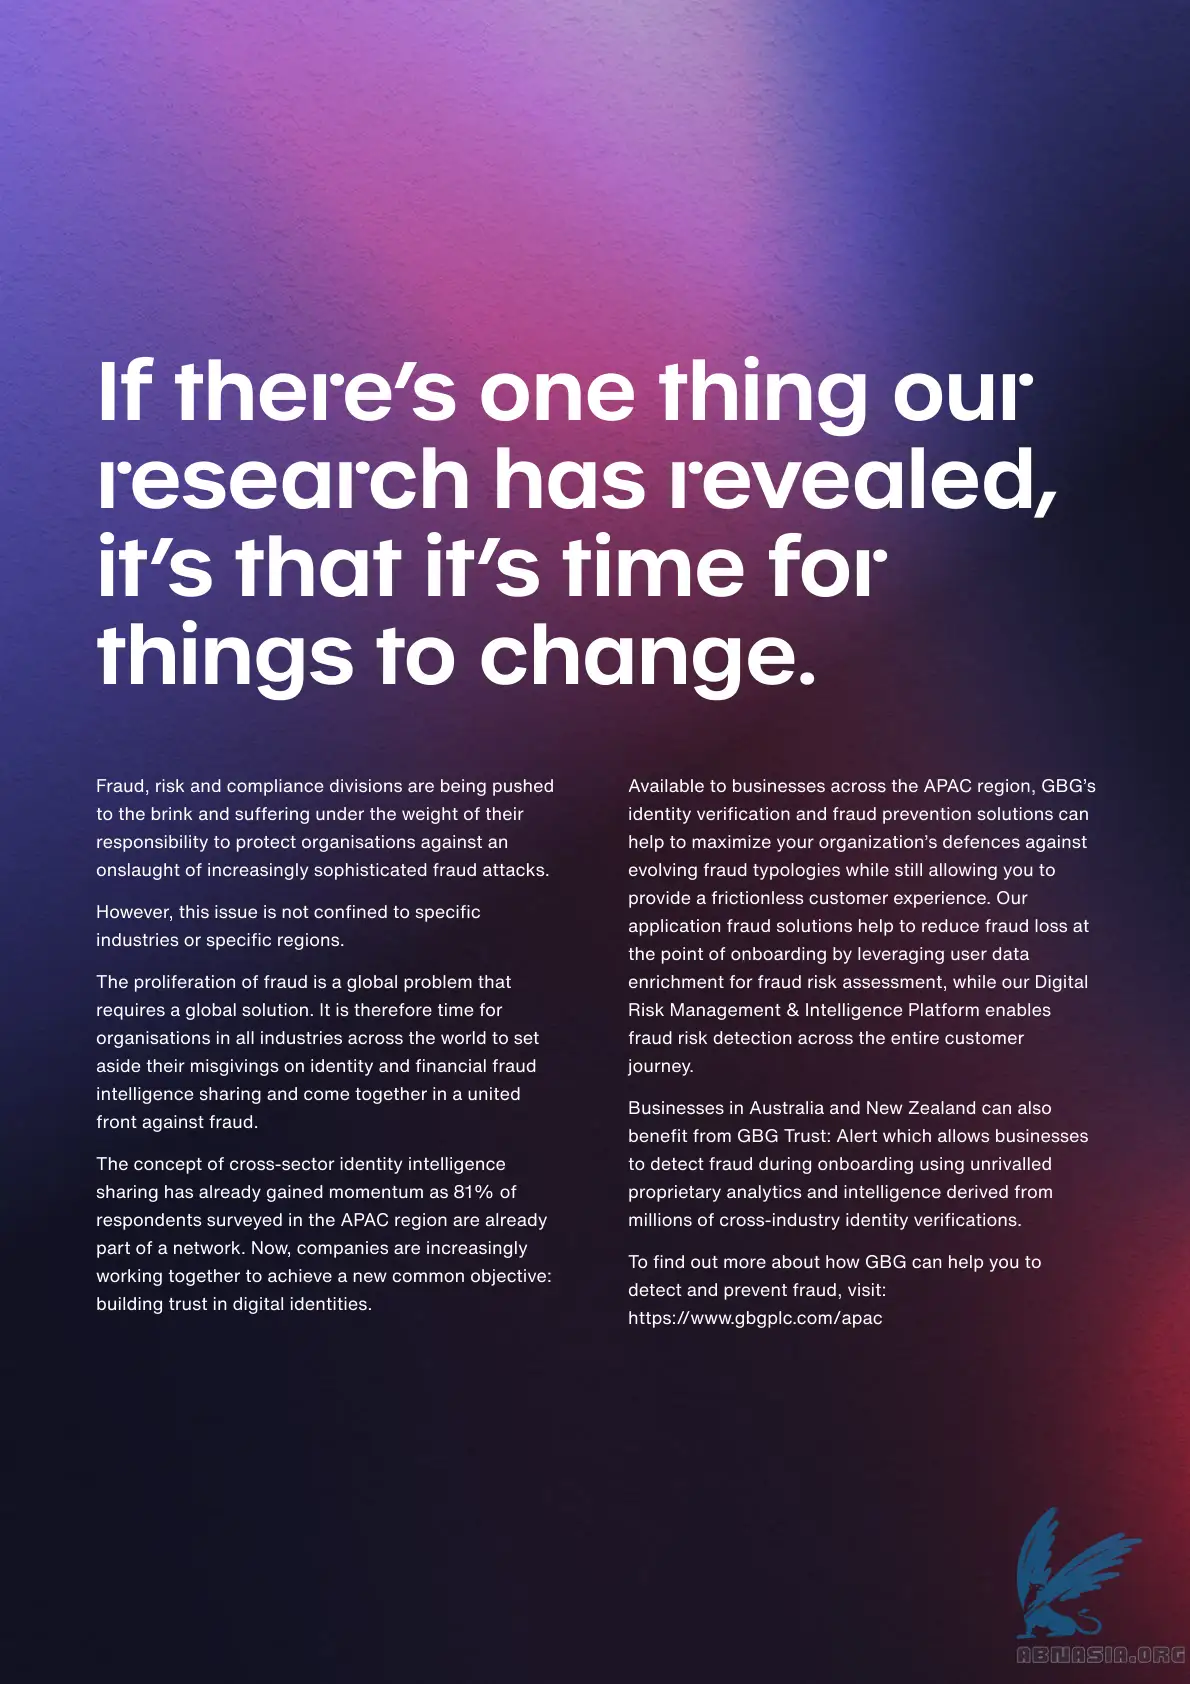 If there's one thing our
research has revealed,
it's that it's time for
things to change.
Fraud, risk and compliance divisions are being pushed
to the brink and suffering under the weight of their
responsibility to protect organisations against an
onslaught of increasingly sophisticated fraud attacks.
However, this issue is not confined to specific
industries or specific regions.
The proliferation of fraud is a global problem that
requires a global solution. It is therefore time for
organisations in all industries across the world to set
aside their misgivings on identity and financial fraud
intelligence sharing and come together in a united
front against fraud.
The concept of cross-sector identity intelligence
sharing has already gained momentum as 81% of
respondents surveyed in the APAC region are already
part of a network. Now, companies are increasingly
working together to achieve a new common objective:
building trust in digital identities.
Available to businesses across the APAC region, GBG's
identity verification and fraud prevention solutions can
help to maximize your organization's defences against
evolving fraud typologies while still allowing you to
provide a frictionless customer experience. Our
application fraud solutions help to reduce fraud loss at
the point of onboarding by leveraging user data
enrichment for fraud risk assessment, while our Digital
Risk Management & Intelligence Platform enables
fraud risk detection across the entire customer
journey.
Businesses in Australia and New Zealand can also
benefit from GBG Trust: Alert which allows businesses
to detect fraud during onboarding using unrivalled
proprietary analytics and intelligence derived from
millions of cross-industry identity verifications.
To find out more about how GBG can help you to
detect and prevent fraud, visit:
https://www.gbgplc.com/apac
ABNASIA.ORG